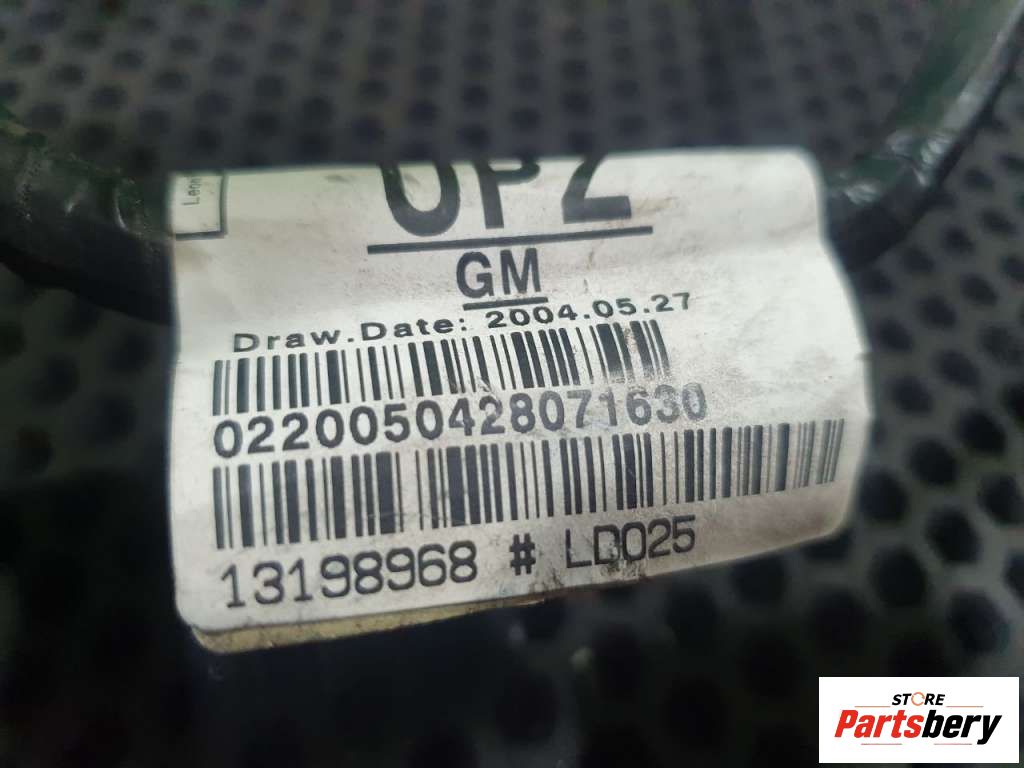 GM
Draw.Date: 2004.05.27
0220050428071630
13198968 # LD025
STORE
Partsbery